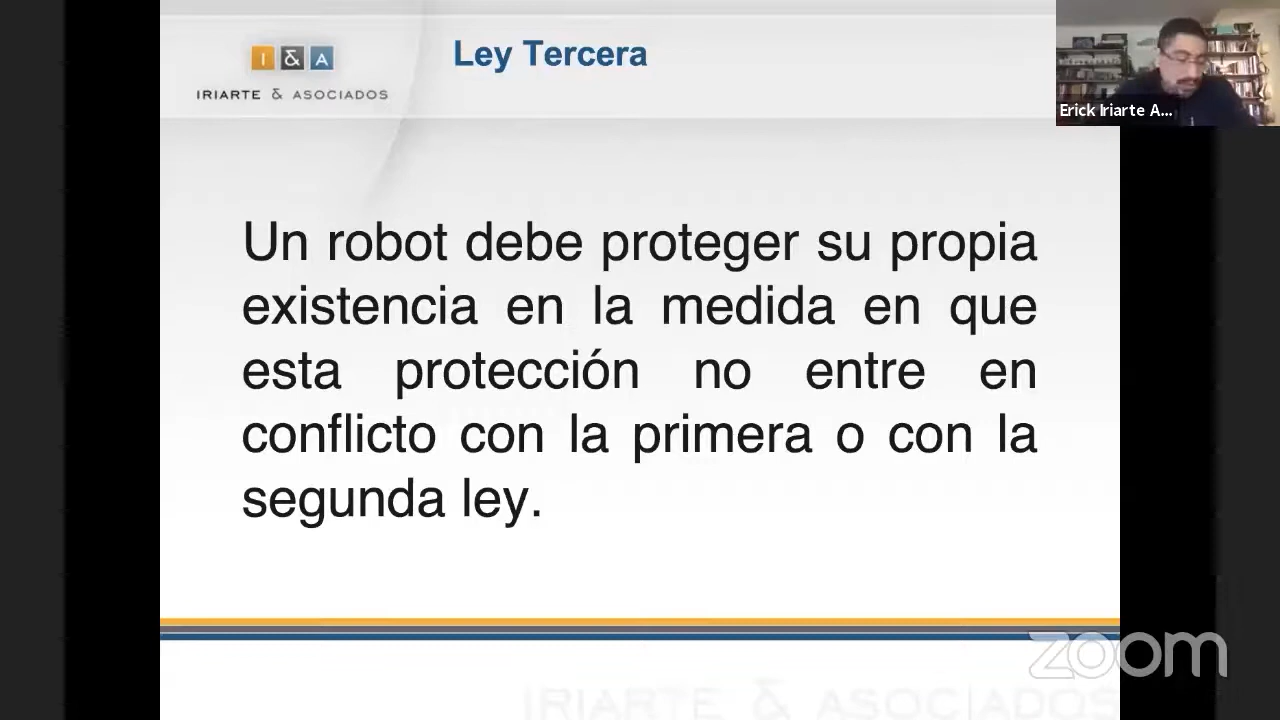 I & A
IRIARTE & ASOCIADOS
Ley Tercera
Erick Iriarte A...
Un robot debe proteger su propia
existencia en la medida en que
esta protección no entre en
conflicto con la primera o con la
segunda ley.
zoom
IRIARTE & ASOCIADOS